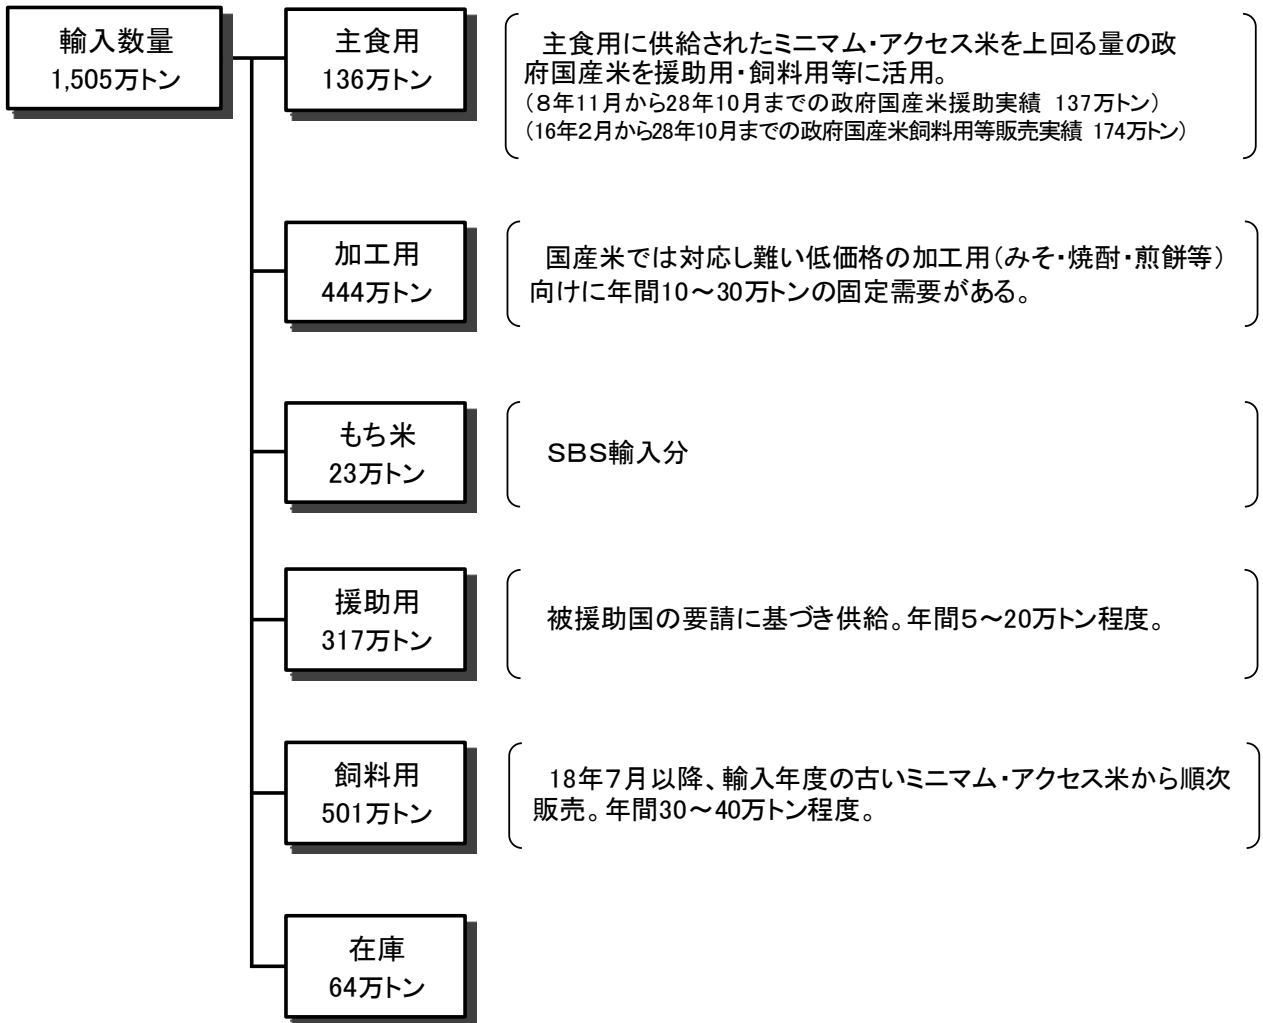 輸入数量
1,505万トン
主食用
136万トン
主食用に供給されたミニマム・アクセス米を上回る量の政
府国産米を援助用・飼料用等に活用。
（８年11月から28年10月までの政府国産米援助実績 137万トン）
（16年２月から28年10月までの政府国産米飼料用等販売実績 174万トン）
加工用
444万トン
国産米では対応し難い低価格の加工用（みそ・焼酎・煎餅等）
向けに年間10～30万トンの固定需要がある。
もち米
23万トン
ＳＢＳ輸入分
援助用
317万トン
被援助国の要請に基づき供給。年間５～20万トン程度。
飼料用
501万トン
18年７月以降、輸入年度の古いミニマム・アクセス米から順次
販売。年間30～40万トン程度。
在庫
64万トン